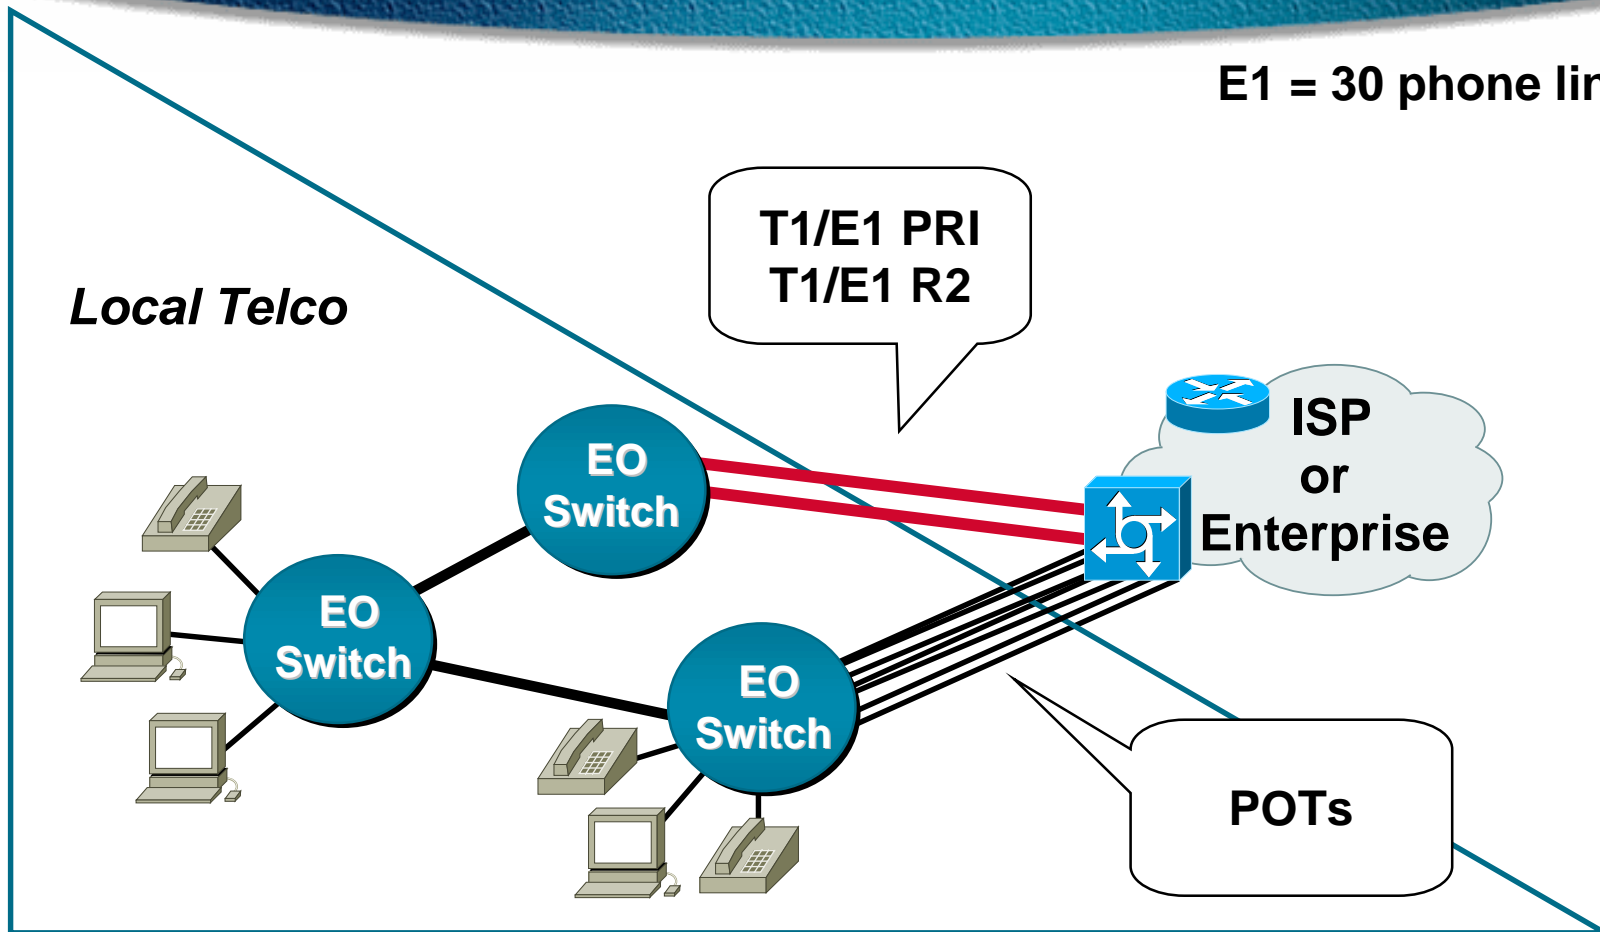 E1 = 30 phone
T1/E1 PRI
T1/E1 R2
Local Telco
ISP
or
Enterprise
EO
Switch
EO
Switch
EO
Switch
POTs